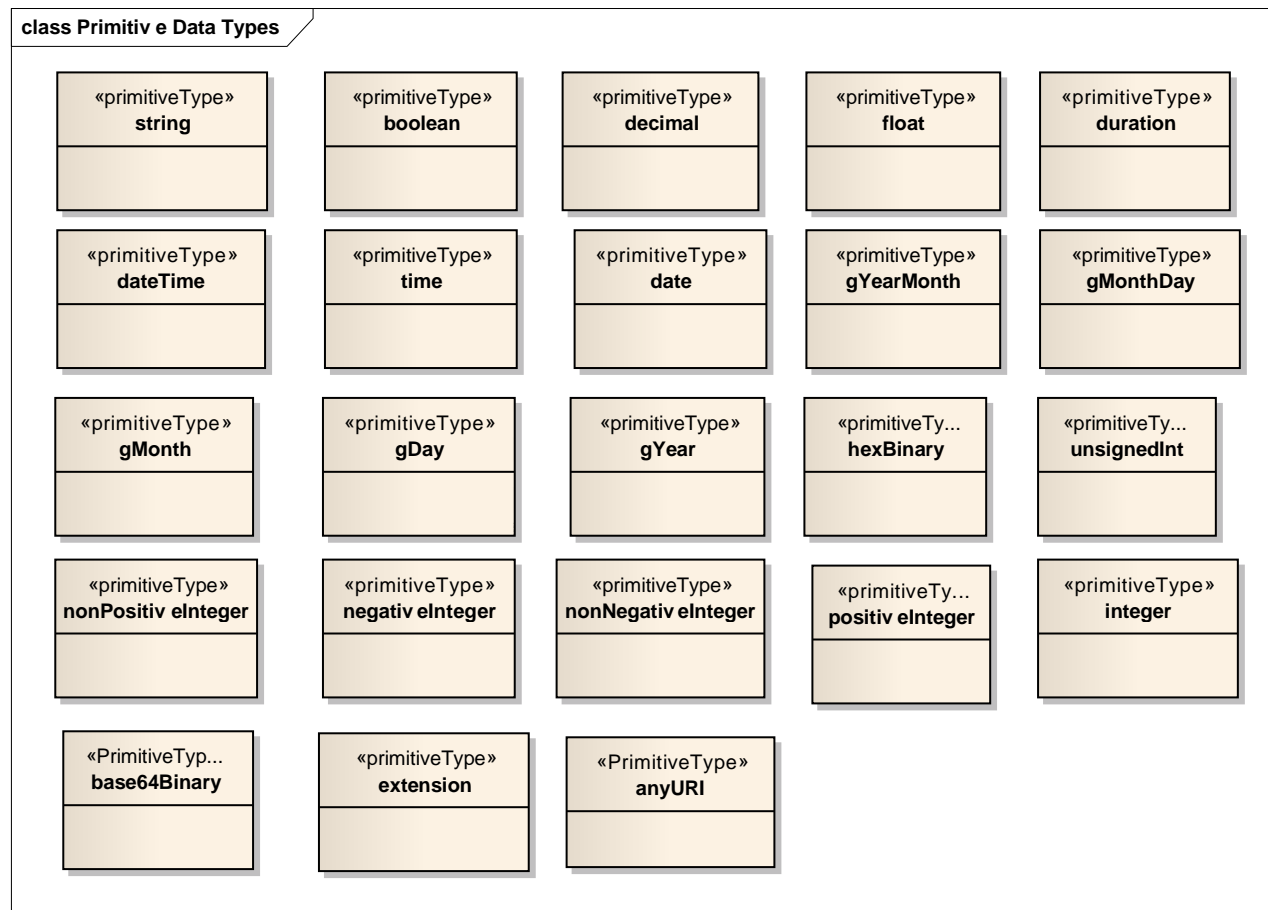 class Primitiv e Data Types
«primitiveType»
string
«primitiveType»
boolean
«primitiveType»
decimal
«primitiveType»
float
«primitiveType»
duration
«primitiveType»
dateTime
«primitiveType»
time
«primitiveType»
date
«primitiveType»
gYearMonth
«primitiveType»
gMonthDay
«primitiveType»
gMonth
«primitiveType»
gDay
«primitiveType»
gYear
«primitiveTy...
hexBinary
«primitiveTy...
unsignedInt
«primitiveType»
nonPositiv eInteger
«primitiveType»
negativ eInteger
«primitiveType»
nonNegativ eInteger
«primitiveTy...
positiv eInteger
«primitiveType»
integer
«PrimitiveTyp...
base64Binary
«primitiveType»
extension
«PrimitiveType»
anyURI